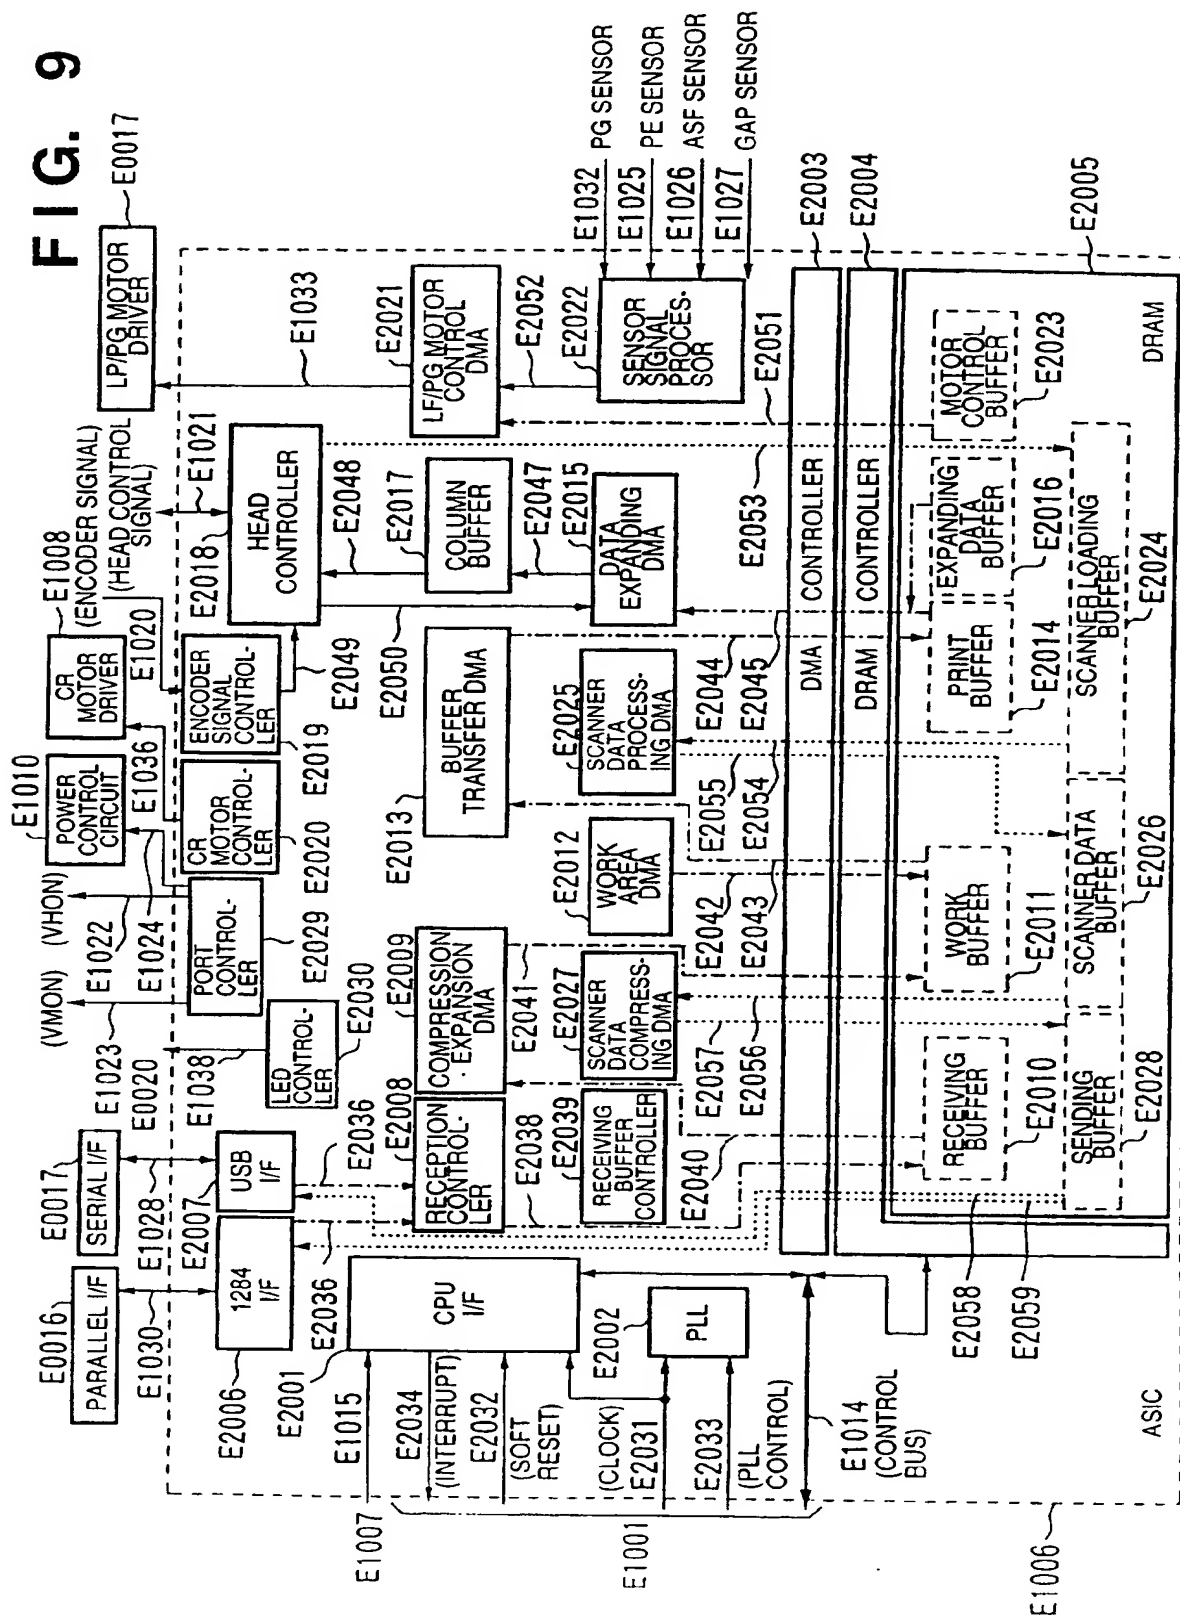 FIG. 9
E0016
PARALLEL I/F
E1030
E0017
SERIAL I/F
E1028
E0020
E1023
(VMON)
(VHON)
E1022
E1024
E1010
POWER
CONTROL
CIRCUIT
E1036
E1008
CR
MOTOR
DRIVER
E1020
(ENCODER SIGNAL)
(HEAD CONTROL
SIGNAL)
E1021
LP/PG MOTOR
DRIVER
E0017
E2006
1284
I/F
E2007
USB
I/F
E2036
E2036
E1038
LED
CONTROL-
LER
E2030
PORT
CONTROL-
LER
E2029
CR
MOTOR
CONTROL-
LER
E2020
ENCODER
SIGNAL
CONTROL-
LER
E2019
E2018
HEAD
CONTROLLER
E2049
E2048
E1033
E2001
CPU
I/F
E2008
RECEPTION
CONTROL-
LER
E2038
E2009
COMPRESSION
· EXPANSION
DMA
E2041
E2013
BUFFER
TRANSFER DMA
E2050
COLUMN
BUFFER
E2017
E2047
E2015
LF/PG MOTOR
CONTROL
DMA
E2021
E2052
E2022
E1007
E1015
E2034
(INTERRUPT)
E2032
(SOFT
RESET)
E1001
(CLOCK)
E2031
E2033
(PLL
CONTROL)
E1014
(CONTROL
BUS)
E2002
PLL
E2039
RECEIVING
BUFFER
CONTROLLER
E2040
E2027
SCANNER
DATA
COMPRESS-
ING DMA
E2057
E2056
E2012
WORK
AREA
DMA
E2042
E2043
E2025
SCANNER
DATA
PROCESS-
ING DMA
E2055
E2054
E2044
E2045
DATA
EXPANDING
DMA
E2053
SENSOR
SIGNAL
PROCES-
SOR
E2051
E1032
PG SENSOR
E1025
PE SENSOR
E1026
ASF SENSOR
E1027
GAP SENSOR
DMA CONTROLLER
E2003
DRAM CONTROLLER
E2004
E2005
RECEIVING
BUFFER
E2010
WORK
BUFFER
E2011
PRINT
BUFFER
E2014
EXPANDING
DATA
BUFFER
E2016
MOTOR
CONTROL
BUFFER
E2023
SENDING
BUFFER
E2028
SCANNER DATA
BUFFER
E2026
SCANNER LOADING
BUFFER
E2024
DRAM
E2058
E2059
ASIC
E1006